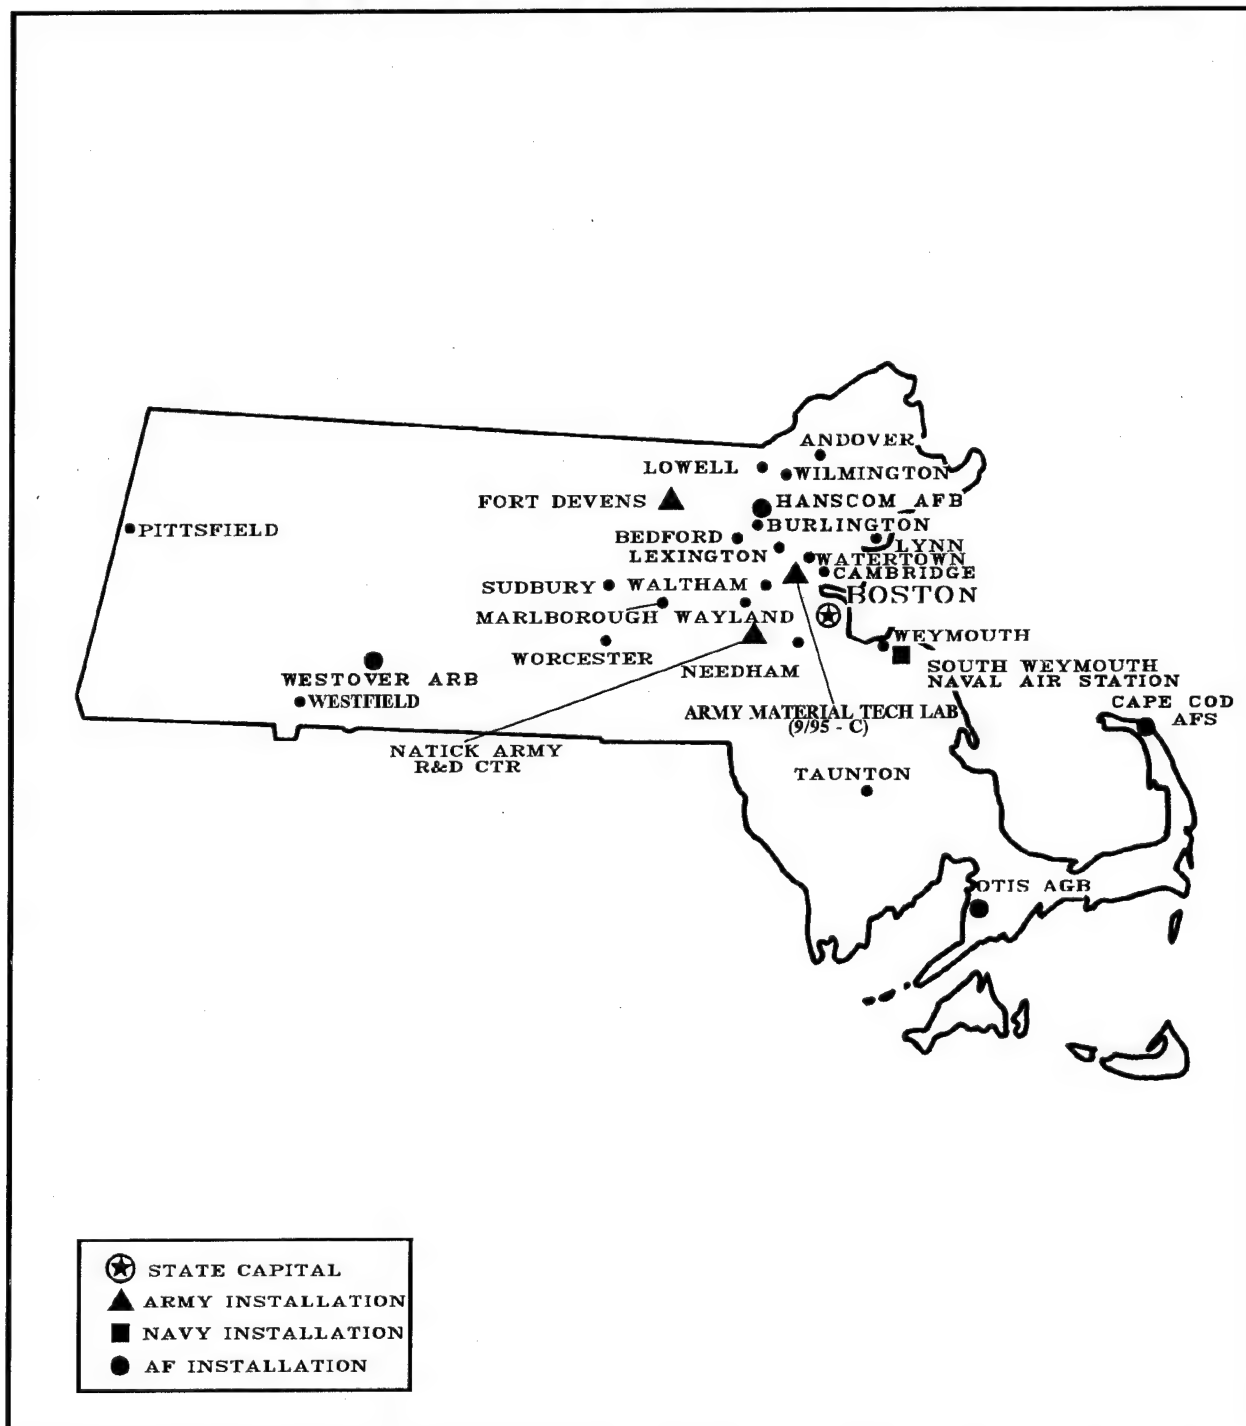 ANDOVER
LOWELL
WILMINGTON
FORT DEVENS
HANSCOM AFB
BURLINGTON
PITTSFIELD
BEDFORD
LYNN
LEXINGTON
WATERTOWN
CAMBRIDGE
SUDBURY
WALTHAM
BOSTON
MARLBOROUGH
WAYLAND
WEYMOUTH
WORCESTER
NEEDHAM
SOUTH WEYMOUTH
NAVAL AIR STATION
WESTOVER ARB
WESTFIELD
CAPE COD
AFS
ARMY MATERIAL TECH LAB
(9/95 - C)
NATICK ARMY
R&D CTR
TAUNTON
OTIS AGB
STATE CAPITAL
ARMY INSTALLATION
NAVY INSTALLATION
AF INSTALLATION